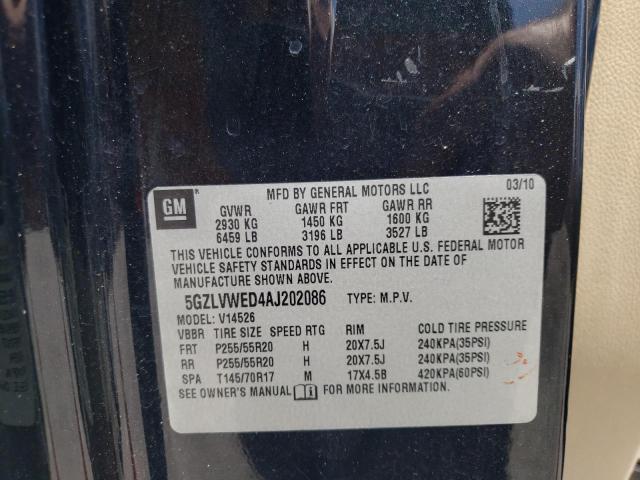 GM
®
MFD BY GENERAL MOTORS LLC 03/10
GVWR GAWR FRT GAWR RR
2930 KG 1450 KG 1600 KG
6459 LB 3196 LB 3527 LB
THIS VEHICLE CONFORMS TO ALL APPLICABLE U.S. FEDERAL MOTOR
VEHICLE SAFETY STANDARDS IN EFFECT ON THE DATE OF
MANUFACTURE SHOWN ABOVE.
5GZLVWED4AJ202086 TYPE: M.P.V.
MODEL: V14526
VBBR TIRE SIZE SPEED RTG RIM COLD TIRE PRESSURE
FRT P255/55R20 H 20X7.5J 240KPA(35PSI)
RR P255/55R20 H 20X7.5J 240KPA(35PSI)
SPA T145/70R17 M 17X4.5B 420KPA(60PSI)
SEE OWNER'S MANUAL FOR MORE INFORMATION.